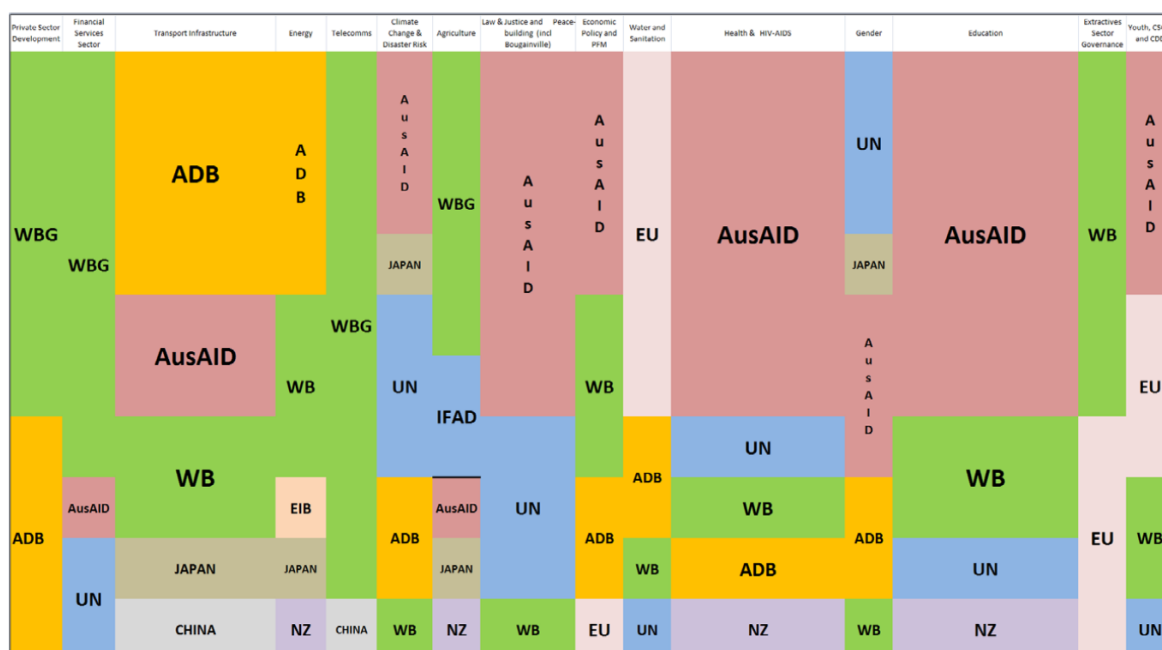 Private Sector Development
Financial Services Sector
Transport Infrastructure
Energy
Telecomms
Climate Change & Disaster Risk
Agriculture
Law & Justice and Peace-building (incl Bougainville)
Economic Policy and PFM
Water and Sanitation
Health & HIV-AIDS
Gender
Education
Extractives Sector Governance
Youth, CS and CDD
WBG
ADB
WBG
AusAID
UN
ADB
AusAID
WB
JAPAN
CHINA
ADB
WB
EIB
JAPAN
NZ
WBG
CHINA
AusAID
JAPAN
UN
ADB
WB
WBG
IFAD
AusAID
JAPAN
NZ
AusAID
UN
WB
AusAID
WB
ADB
EU
EU
ADB
WB
UN
AusAID
UN
WB
ADB
NZ
UN
JAPAN
AusAID
ADB
WB
AusAID
WB
UN
NZ
WB
EU
AusAID
EU
WB
UN